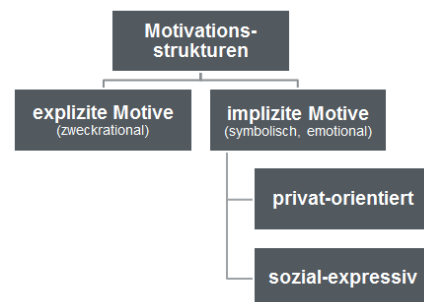 Motivations-
strukturen
explizite Motive
(zweckrational)
implizite Motive
(symbolisch, emotional)
privat-orientiert
sozial-expressiv